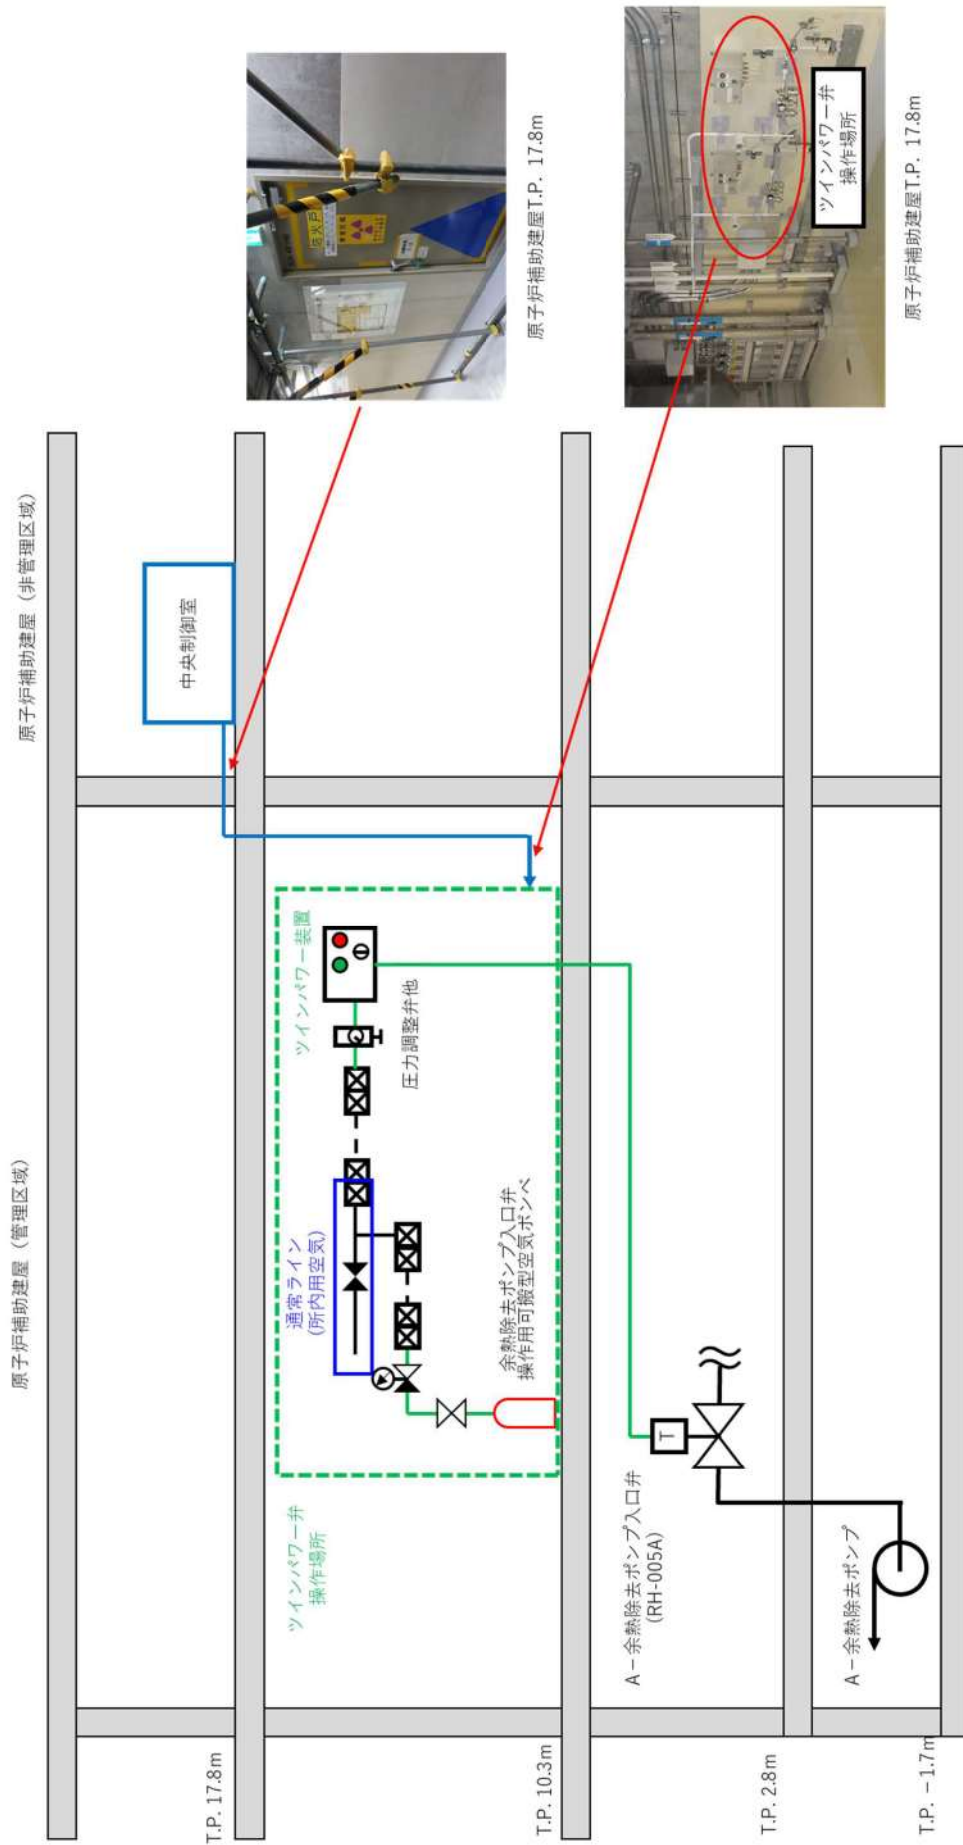 原子炉補助建屋（管理区域）
原子炉補助建屋（非管理区域）
中央制御室
T.P. 17.8m
ツインパワー弁
操作場所
通常ライン
(所内用空気)
ツインパワー装置
圧力調整弁他
余熱除去ポンプ入口弁
操作用可搬型空気ボンベ
T.P. 10.3m
A－余熱除去ポンプ入口弁
(RH-005A)
T
T.P. 2.8m
A－余熱除去ポンプ
T.P. －1.7m
防火戸
原子炉補助建屋T.P. 17.8m
ツインパワー弁
操作場所
原子炉補助建屋T.P. 17.8m